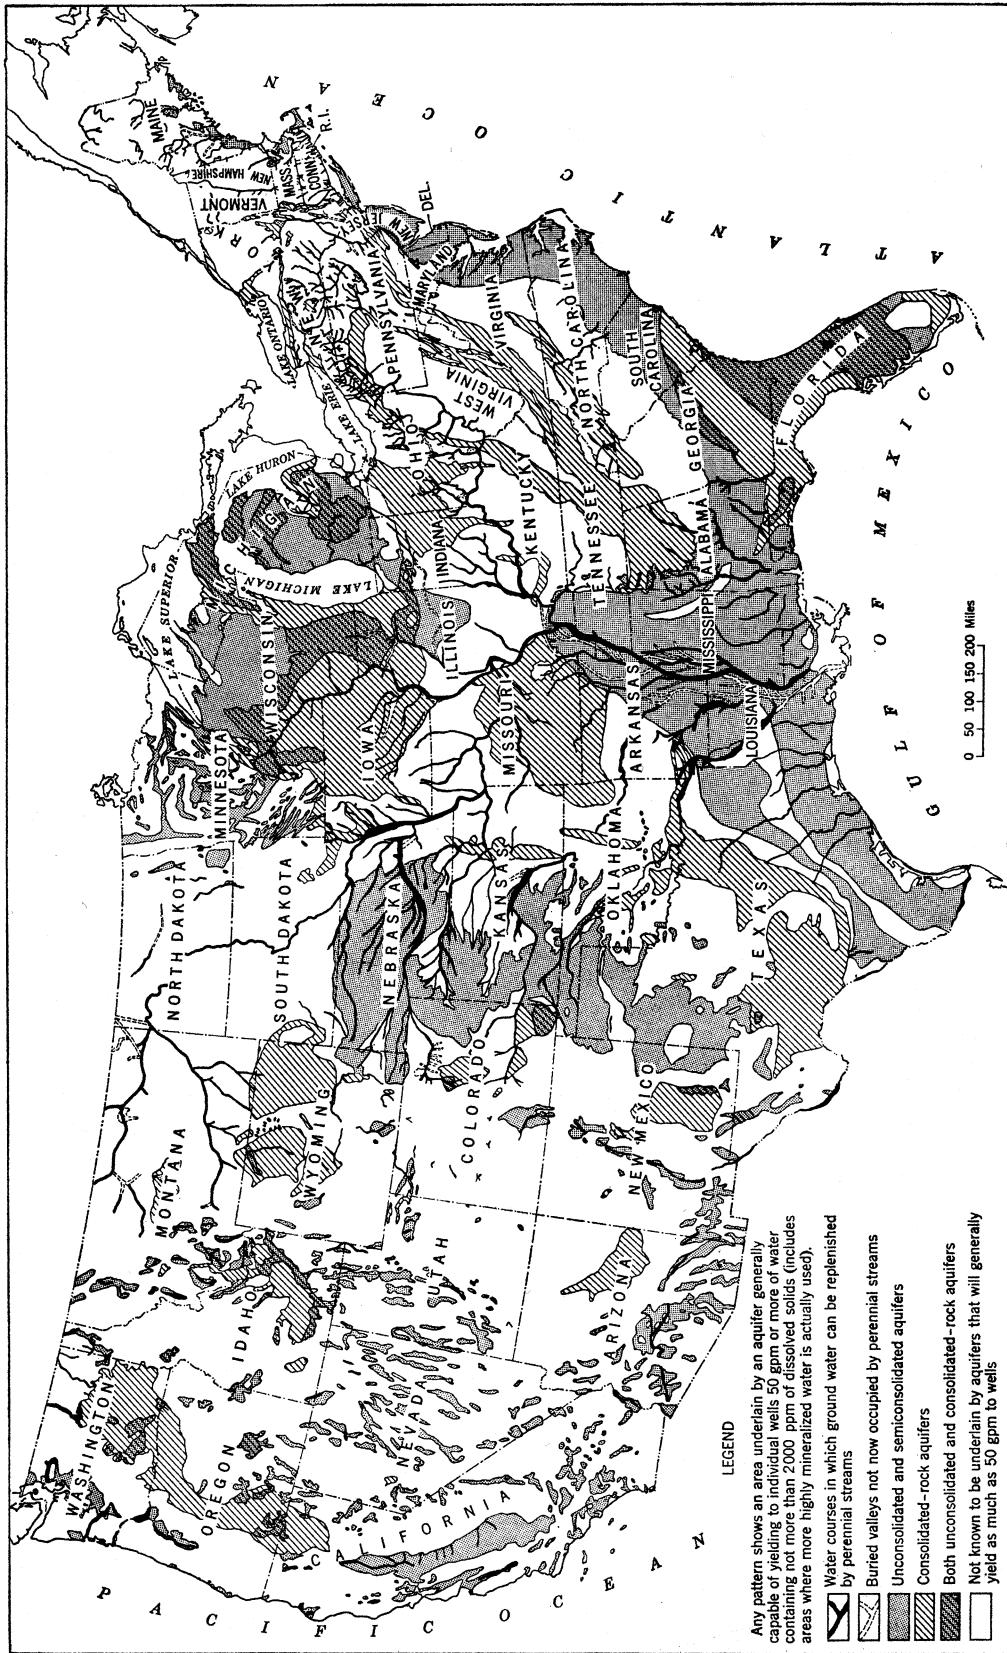 WASHINGTON
OREGON
CALIFORNIA
IDAHO
NEVADA
MONTANA
WYOMING
UTAH
ARIZONA
COLORADO
NEW MEXICO
NORTH DAKOTA
SOUTH DAKOTA
NEBRASKA
KANSAS
OKLAHOMA
TEXAS
MINNESOTA
IOWA
MISSOURI
ARKANSAS
LOUISIANA
WISCONSIN
ILLINOIS
MICHIGAN
MIC
INDIANA
OHIO
KENTUCKY
TENNESSEE
MISSISSIPPI
ALABAMA
GEORGIA
FLORIDA
SOUTH
CAROLINA
NORTH CAROLINA
VIRGINIA
WEST
VIRGINIA
MARYLAND
DEL.
PENNSYLVANIA
NEW JERSEY
NEW YORK
CONN.
R.I.
MASS.
VERMONT
NEW HAMPSHIRE
MAINE
LAKE SUPERIOR
LAKE MICHIGAN
LAKE HURON
LAKE ERIE
LAKE ONTARIO
PACIFIC OCEAN
ATLANTIC OCEAN
GULF OF MEXICO
0 50 100 150 200 Miles
LEGEND
Any pattern shows an area underlain by an aquifer generally
capable of yielding to individual wells 50 gpm or more of water
containing not more than 2000 ppm of dissolved solids (includes
areas where more highly mineralized water is actually used).
Water courses in which ground water can be replenished
by perennial streams
Buried valleys not now occupied by perennial streams
Unconsolidated and semiconsolidated aquifers
Consolidated-rock aquifers
Both unconsolidated and consolidated-rock aquifers
Not known to be underlain by aquifers that will generally
yield as much as 50 gpm to wells